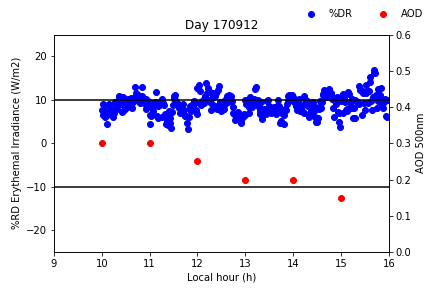 %DR AOD
Day 170912
%RD Erythermal Irradiance (W/m2)
20
10
0
−10
−20
0.6
0.5
0.4
0.3
0.2
0.1
0.0
AOD 500nm
9 10 11 12 13 14 15 16
Local hour (h)